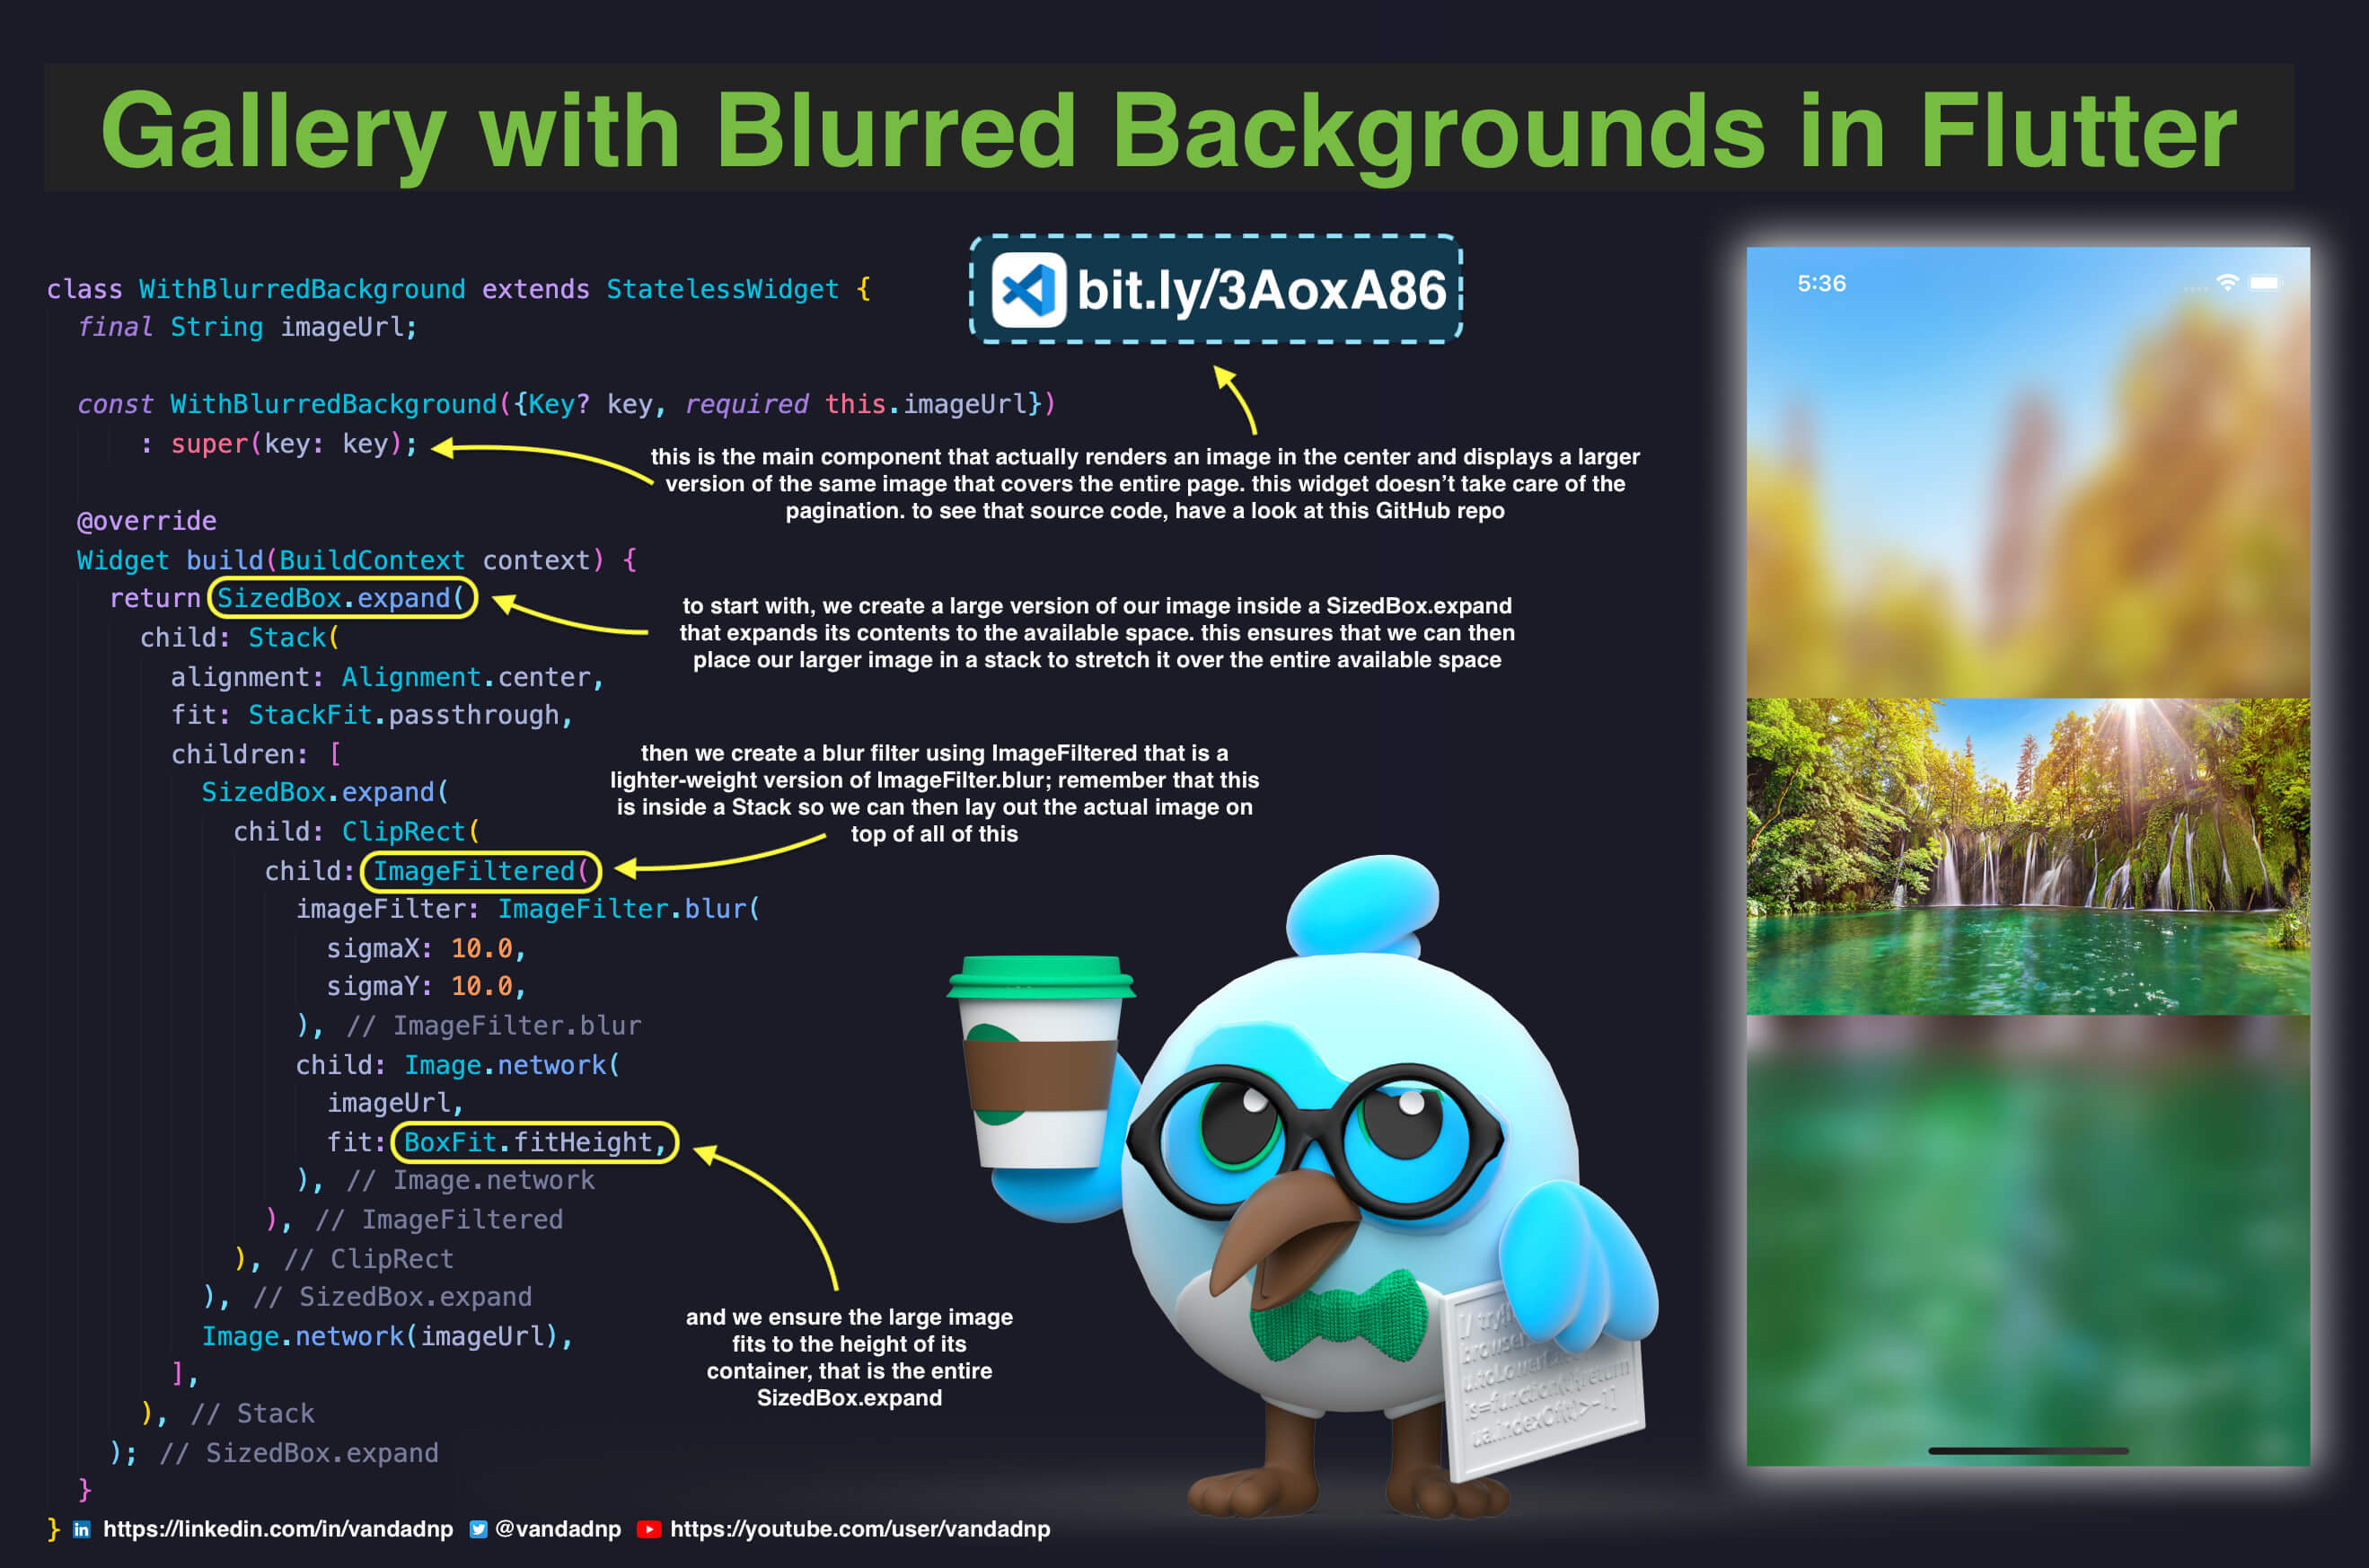 Gallery with Blurred Backgrounds in Flutter
bit.ly/3AoxA86
5:36
class WithBlurredBackground extends StatelessWidget {
final String imageUrl;
const WithBlurredBackground({Key? key, required this.imageUrl})
: super(key: key);
this is the main component that actually renders an image in the center and displays a larger
version of the same image that covers the entire page. this widget doesn’t take care of the
pagination. to see that source code, have a look at this GitHub repo
@override
Widget build(BuildContext context) {
return SizedBox.expand(
to start with, we create a large version of our image inside a SizedBox.expand
that expands its contents to the available space. this ensures that we can then
place our larger image in a stack to stretch it over the entire available space
child: Stack(
alignment: Alignment.center,
fit: StackFit.passthrough,
children: [
then we create a blur filter using ImageFiltered that is a
lighter-weight version of ImageFilter.blur; remember that this
is inside a Stack so we can then lay out the actual image on
top of all of this
SizedBox.expand(
child: ClipRect(
child: ImageFiltered(
imageFilter: ImageFilter.blur(
sigmaX: 10.0,
sigmaY: 10.0,
), // ImageFilter.blur
child: Image.network(
imageUrl,
fit: BoxFit.fitHeight,
), // Image.network
), // ImageFiltered
), // ClipRect
), // SizedBox.expand
and we ensure the large image
fits to the height of its
container, that is the entire
SizedBox.expand
Image.network(imageUrl),
],
), // Stack
); // SizedBox.expand
}
} in https://linkedin.com/in/vandadnp @vandadnp https://youtube.com/user/vandadnp
is=function(t){return
ua.indexOf(t)>-1}